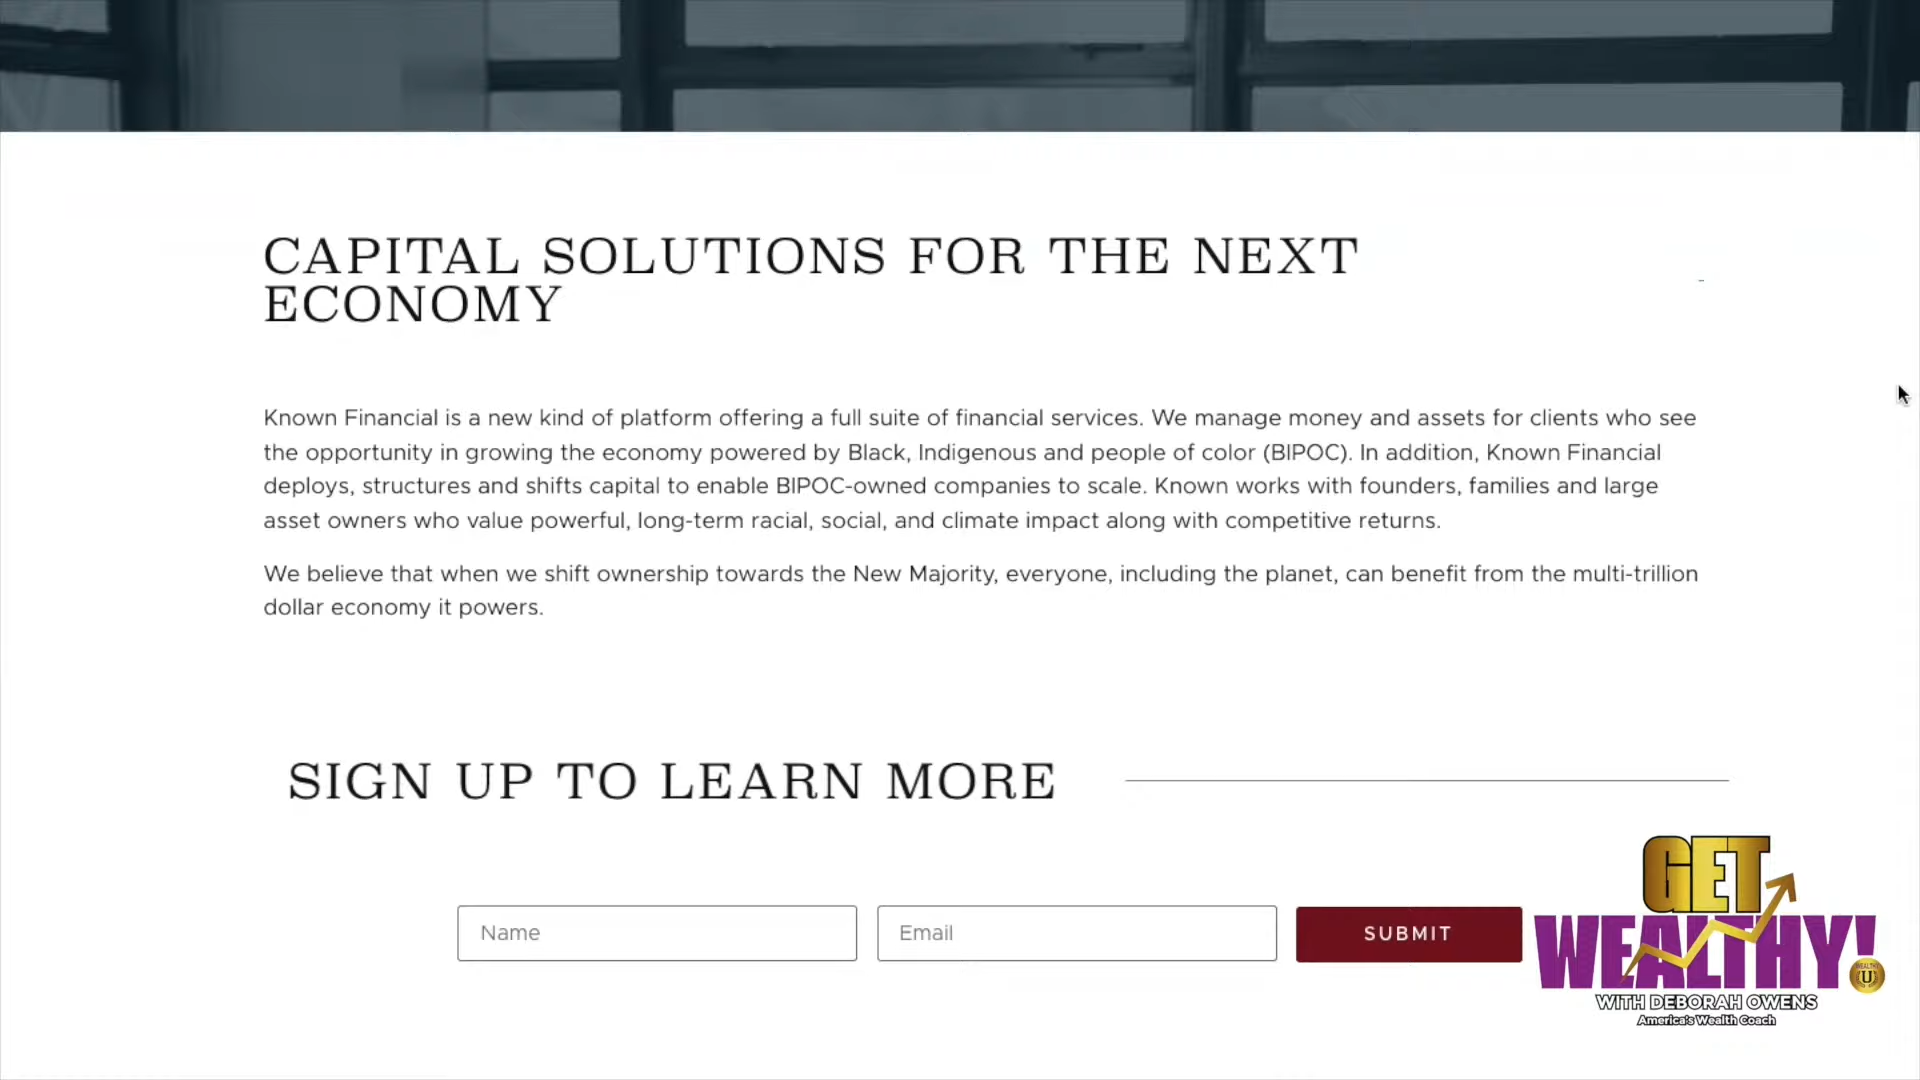 CAPITAL SOLUTIONS FOR THE NEXT
ECONOMY
Known Financial is a new kind of platform offering a full suite of financial services. We manage money and assets for clients who see
the opportunity in growing the economy powered by Black, Indigenous and people of color (BIPOC). In addition, Known Financial
deploys, structures and shifts capital to enable BIPOC-owned companies to scale. Known works with founders, families and large
asset owners who value powerful, long-term racial, social, and climate impact along with competitive returns.
We believe that when we shift ownership towards the New Majority, everyone, including the planet, can benefit from the multi-trillion
dollar economy it powers.
SIGN UP TO LEARN MORE
Name
Email
SUBMIT
GET
WEALTHY!
WEALTHY
U
WITH DEBORAH OWENS
America's Wealth Coach